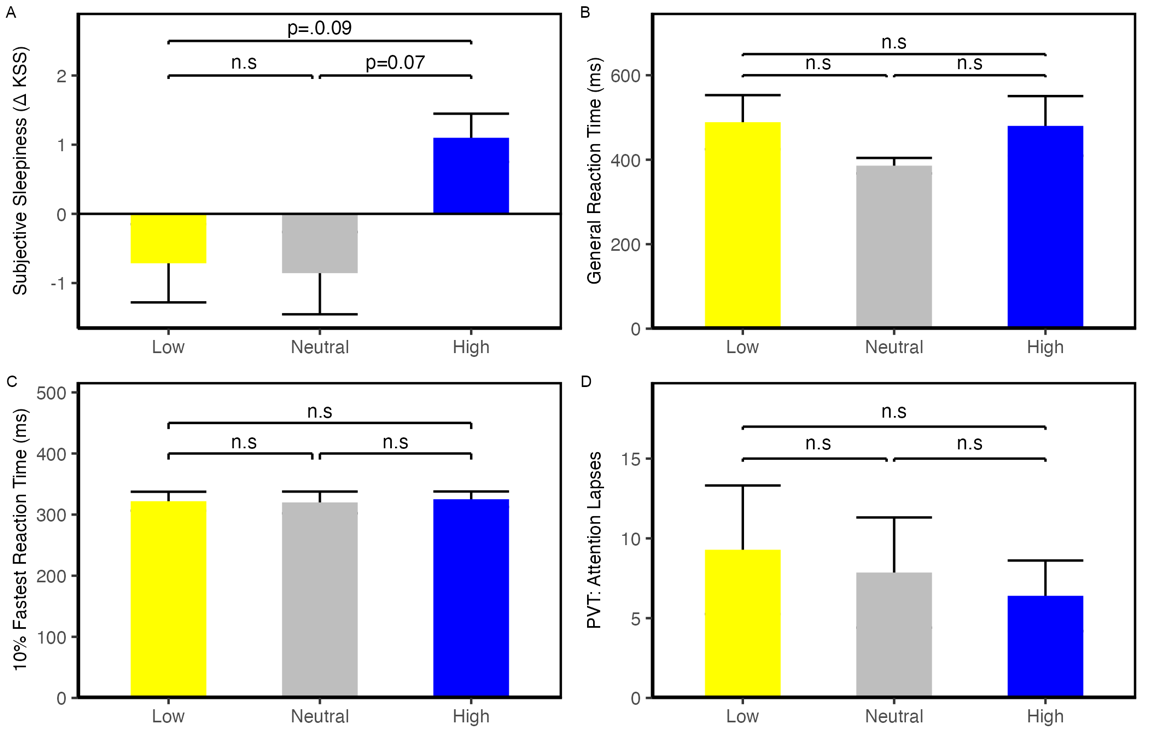 A
Subjective Sleepiness (Δ KSS)
2
1
0
-1
p=.0.09
n.s
p=0.07
Low
Neutral
High
B
General Reaction Time (ms)
600
400
200
0
n.s
n.s
n.s
Low
Neutral
High
C
10% Fastest Reaction Time (ms)
500
400
300
200
100
0
n.s
n.s
n.s
Low
Neutral
High
D
PVT: Attention Lapses
15
10
5
0
n.s
n.s
n.s
Low
Neutral
High